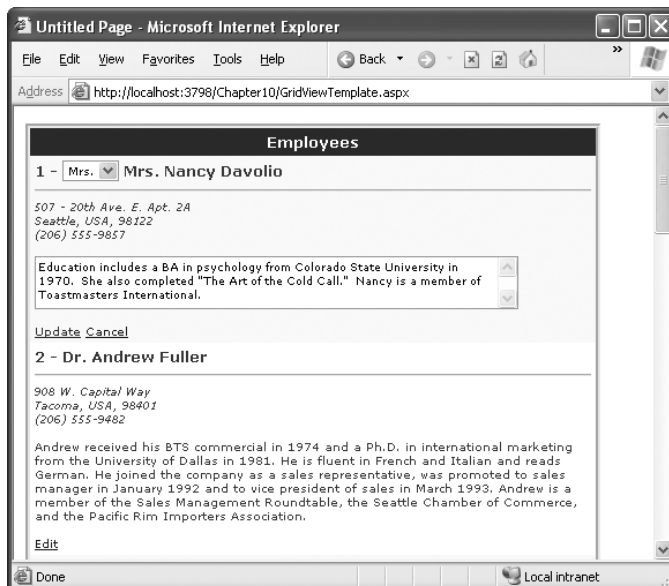 Untitled Page - Microsoft Internet Explorer
File Edit View Favorites Tools Help Back »
Address http://localhost:3798/Chapter10/GridViewTemplate.aspx
Employees
1 - Mrs. Mrs. Nancy Davolio
507 - 20th Ave. E. Apt. 2A
Seattle, USA, 98122
(206) 555-9857
Education includes a BA in psychology from Colorado State University in
1970. She also completed "The Art of the Cold Call." Nancy is a member of
Toastmasters International.
Update Cancel
2 - Dr. Andrew Fuller
908 W. Capital Way
Tacoma, USA, 98401
(206) 555-9482
Andrew received his BTS commercial in 1974 and a Ph.D. in international marketing
from the University of Dallas in 1981. He is fluent in French and Italian and reads
German. He joined the company as a sales representative, was promoted to sales
manager in January 1992 and to vice president of sales in March 1993. Andrew is a
member of the Sales Management Roundtable, the Seattle Chamber of Commerce,
and the Pacific Rim Importers Association.
Edit
Done Local intranet